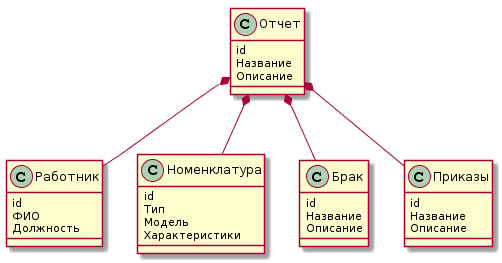 C Отчет
id
Название
Описание
C Работник
id
ФИО
Должность
C Номенклатура
id
Тип
Модель
Характеристики
C Брак
id
Название
Описание
C Приказы
id
Название
Описание